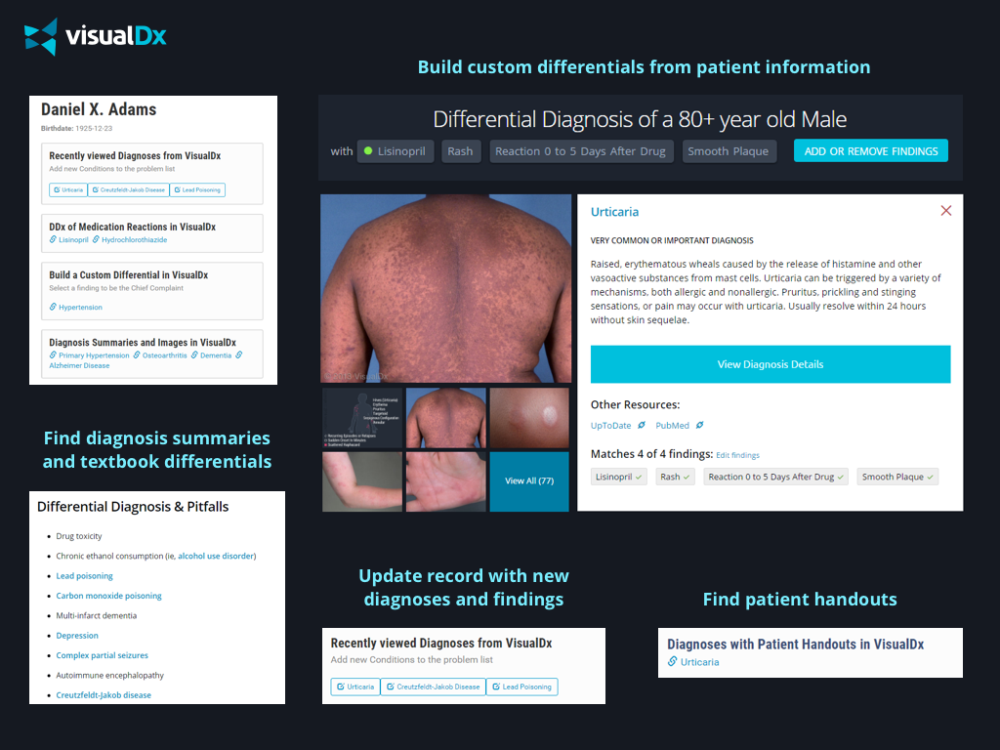 visualDx
Build custom differentials from patient information
Daniel X. Adams
Birthdate: 1925-12-23
Recently viewed Diagnoses from VisualDx
Add new Conditions to the problem list
Urticaria Creutzfeldt-Jakob Disease Lead Poisoning
DDx of Medication Reactions in VisualDx
Lisinopril Hydrochlorothiazide
Build a Custom Differential in VisualDx
Select a finding to be the Chief Complaint
Hypertension
Diagnosis Summaries and Images in VisualDx
Primary Hypertension Osteoarthritis Dementia
Alzheimer Disease
Differential Diagnosis of a 80+ year old Male
with Lisinopril Rash Reaction 0 to 5 Days After Drug Smooth Plaque ADD OR REMOVE FINDINGS
View All (77)
Urticaria
VERY COMMON OR IMPORTANT DIAGNOSIS
Raised, erythematous wheals caused by the release of histamine and other
vasoactive substances from mast cells. Urticaria can be triggered by a variety of
mechanisms, both allergic and nonallergic. Pruritus, prickling and stinging
sensations, or pain may occur with urticaria. Usually resolve within 24 hours
without skin sequelae.
View Diagnosis Details
Other Resources:
UpToDate PubMed
Matches 4 of 4 findings: Edit findings
Lisinopril Rash Reaction 0 to 5 Days After Drug Smooth Plaque
Find diagnosis summaries
and textbook differentials
Differential Diagnosis & Pitfalls
Drug toxicity
Chronic ethanol consumption (ie, alcohol use disorder)
Lead poisoning
Carbon monoxide poisoning
Multi-infarct dementia
Depression
Complex partial seizures
Autoimmune encephalopathy
Creutzfeldt-Jakob disease
Update record with new
diagnoses and findings
Recently viewed Diagnoses from VisualDx
Add new Conditions to the problem list
Urticaria Creutzfeldt-Jakob Disease Lead Poisoning
Find patient handouts
Diagnoses with Patient Handouts in VisualDx
Urticaria